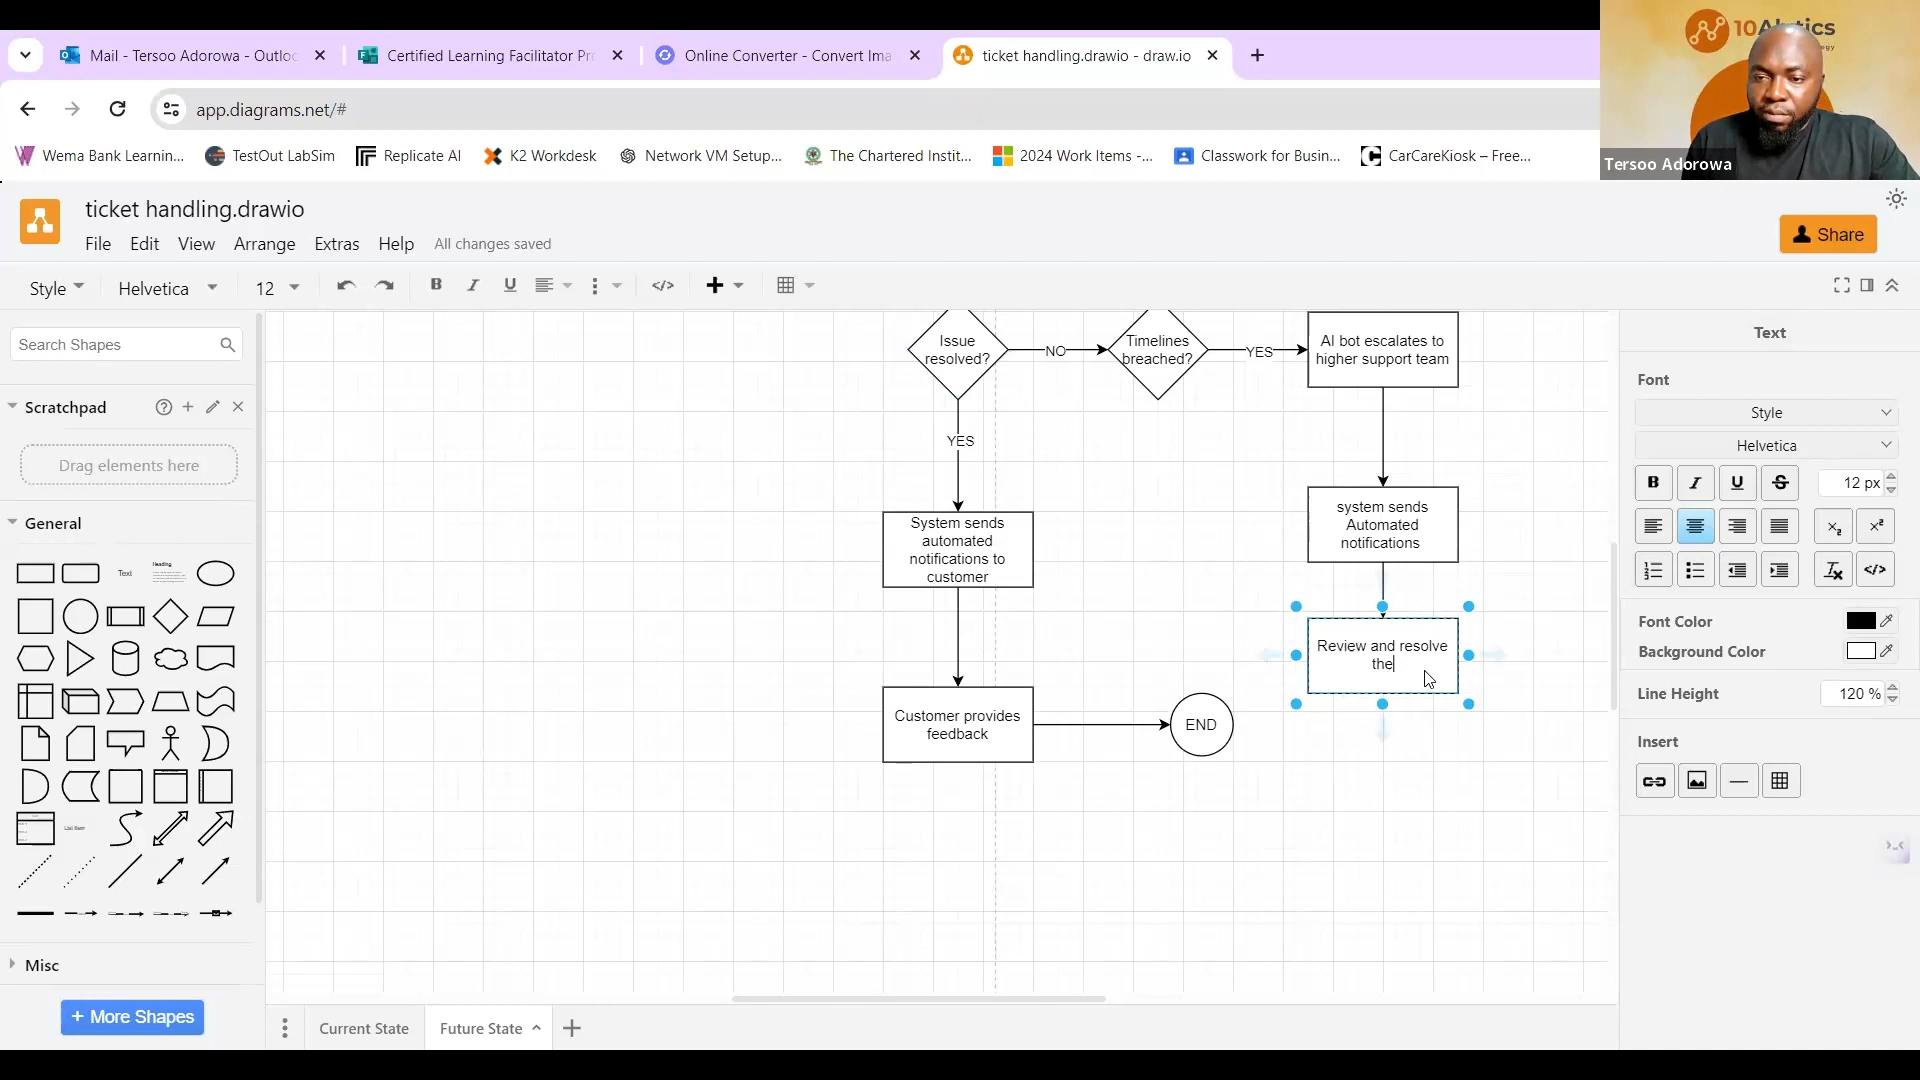 Mail - Tersoo Adorowa - Outlo
Certified Learning Facilitator Pr
Online Converter - Convert Ima
ticket handling.drawio - draw.io
app.diagrams.net/#
Wema Bank Learnin...
TestOut LabSim
Replicate AI
K2 Workdesk
Network VM Setup...
The Chartered Instit...
2024 Work Items -...
Classwork for Busin...
CarCareKiosk – Free...
Tersoo Adorowa
ticket handling.drawio
File
Edit
View
Arrange
Extras
Help
All changes saved
Share
Style
Helvetica
12
B
I
U
</>
Search Shapes
Scratchpad
Drag elements here
General
Text
Heading
List Item
Misc
+ More Shapes
Issue
resolved?
NO
Timelines
breached?
YES
AI bot escalates to
higher support team
YES
System sends
automated
notifications to
customer
system sends
Automated
notifications
Review and resolve
the
Customer provides
feedback
END
Current State
Future State
Text
Font
Style
Helvetica
B
I
U
S
12 px
Font Color
Background Color
Line Height
120 %
Insert